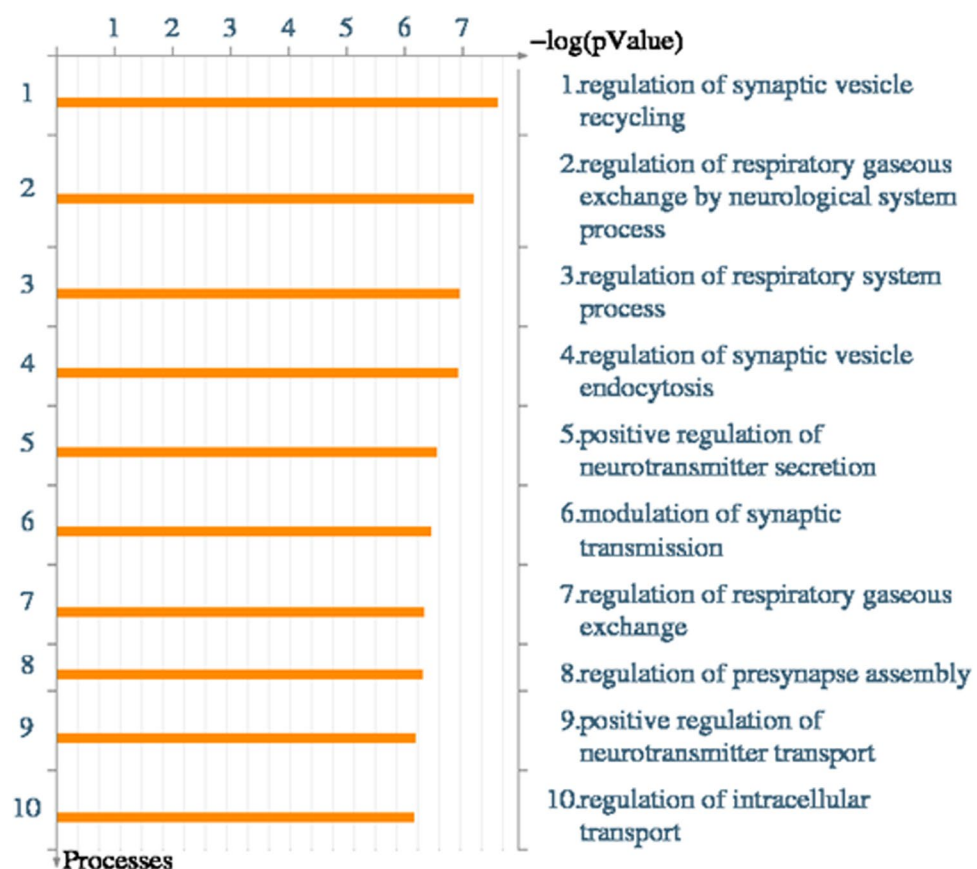 1 2 3 4 5 6 7
−log(pValue)
1
1.regulation of synaptic vesicle
recycling
2
2.regulation of respiratory gaseous
exchange by neurological system
process
3
3.regulation of respiratory system
process
4
4.regulation of synaptic vesicle
endocytosis
5
5.positive regulation of
neurotransmitter secretion
6
6.modulation of synaptic
transmission
7
7.regulation of respiratory gaseous
exchange
8
8.regulation of presynapse assembly
9
9.positive regulation of
neurotransmitter transport
10
10.regulation of intracellular
transport
Processes